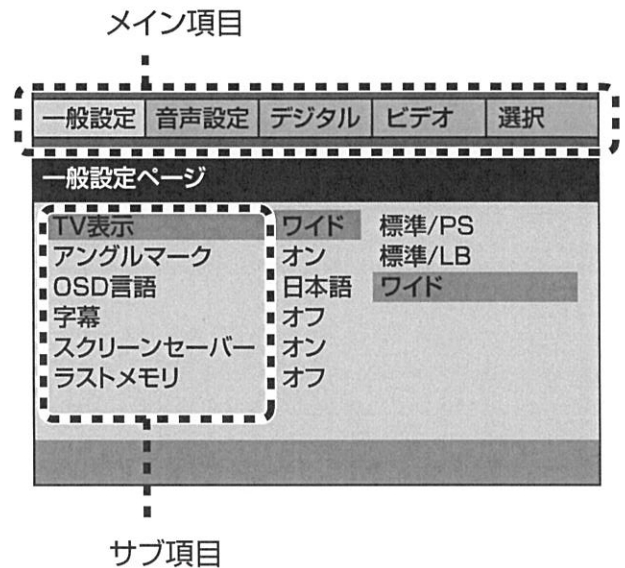 メイン項目
一般設定 音声設定 デジタル ビデオ 選択
一般設定ページ
TV表示 ワイド 標準/PS
アングルマーク オン 標準/LB
OSD言語 日本語 ワイド
字幕 オフ
スクリーンセーバー オン
ラストメモリ オフ
サブ項目